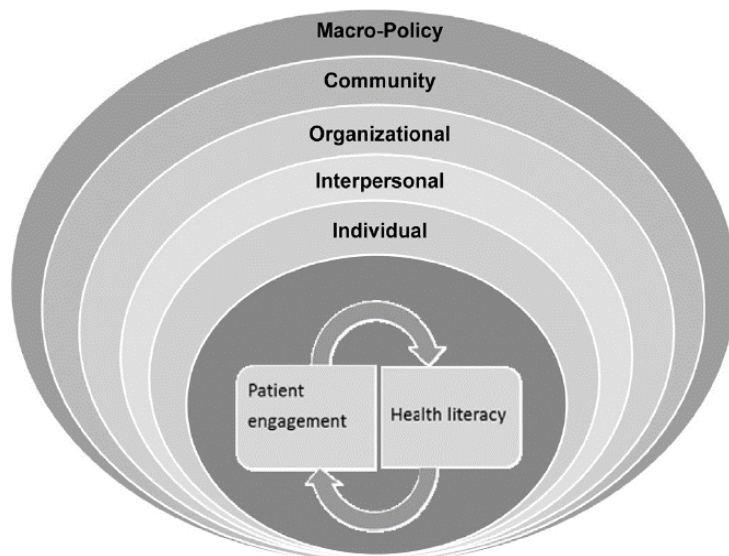 Macro-Policy
Community
Organizational
Interpersonal
Individual
Patient
engagement
Health literacy